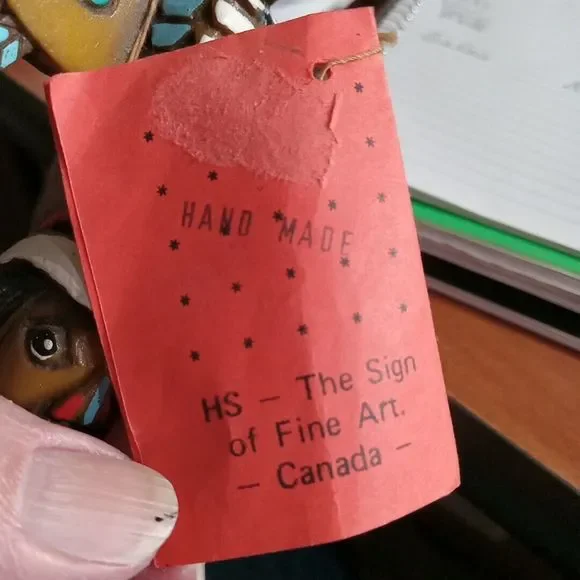 HAND MADE
HS – The Sign
of Fine Art.
– Canada –